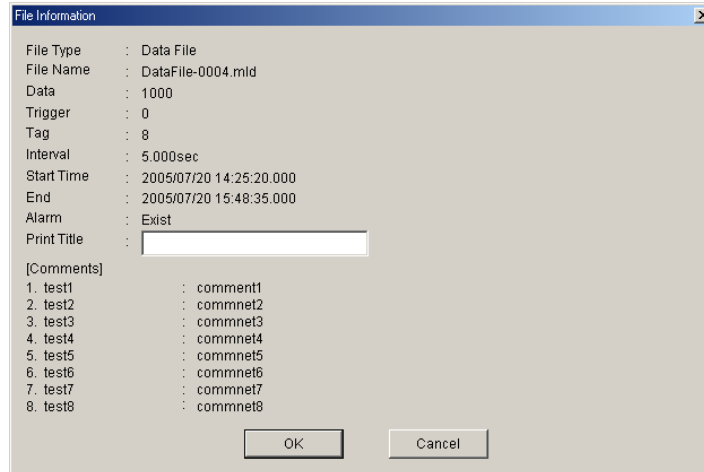 File Information
File Type : Data File
File Name : DataFile-0004.mld
Data : 1000
Trigger : 0
Tag : 8
Interval : 5.000sec
Start Time : 2005/07/20 14:25:20.000
End : 2005/07/20 15:48:35.000
Alarm : Exist
Print Title :
[Comments]
1. test1 : comment1
2. test2 : commnet2
3. test3 : commnet3
4. test4 : commnet4
5. test5 : commnet5
6. test6 : commnet6
7. test7 : commnet7
8. test8 : commnet8
OK Cancel